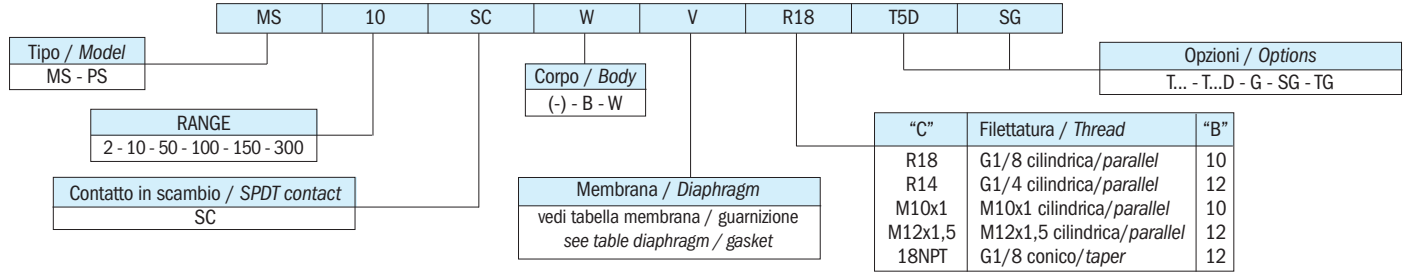 MS 10 SC W V R18 T5D SG
Tipo / Model
MS - PS
RANGE
2 - 10 - 50 - 100 - 150 - 300
Contatto in scambio / SPDT contact
SC
Corpo / Body
(-) - B - W
Membrana / Diaphragm
vedi tabella membrana / guarnizione
see table diaphragm / gasket
Opzioni / Options
T... - T...D - G - SG - TG
“C” Filettatura / Thread “B”
R18 G1/8 cilindrica/parallel 10
R14 G1/4 cilindrica/parallel 12
M10x1 M10x1 cilindrica/parallel 10
M12x1,5 M12x1,5 cilindrica/parallel 12
18NPT G1/8 conico/taper 12